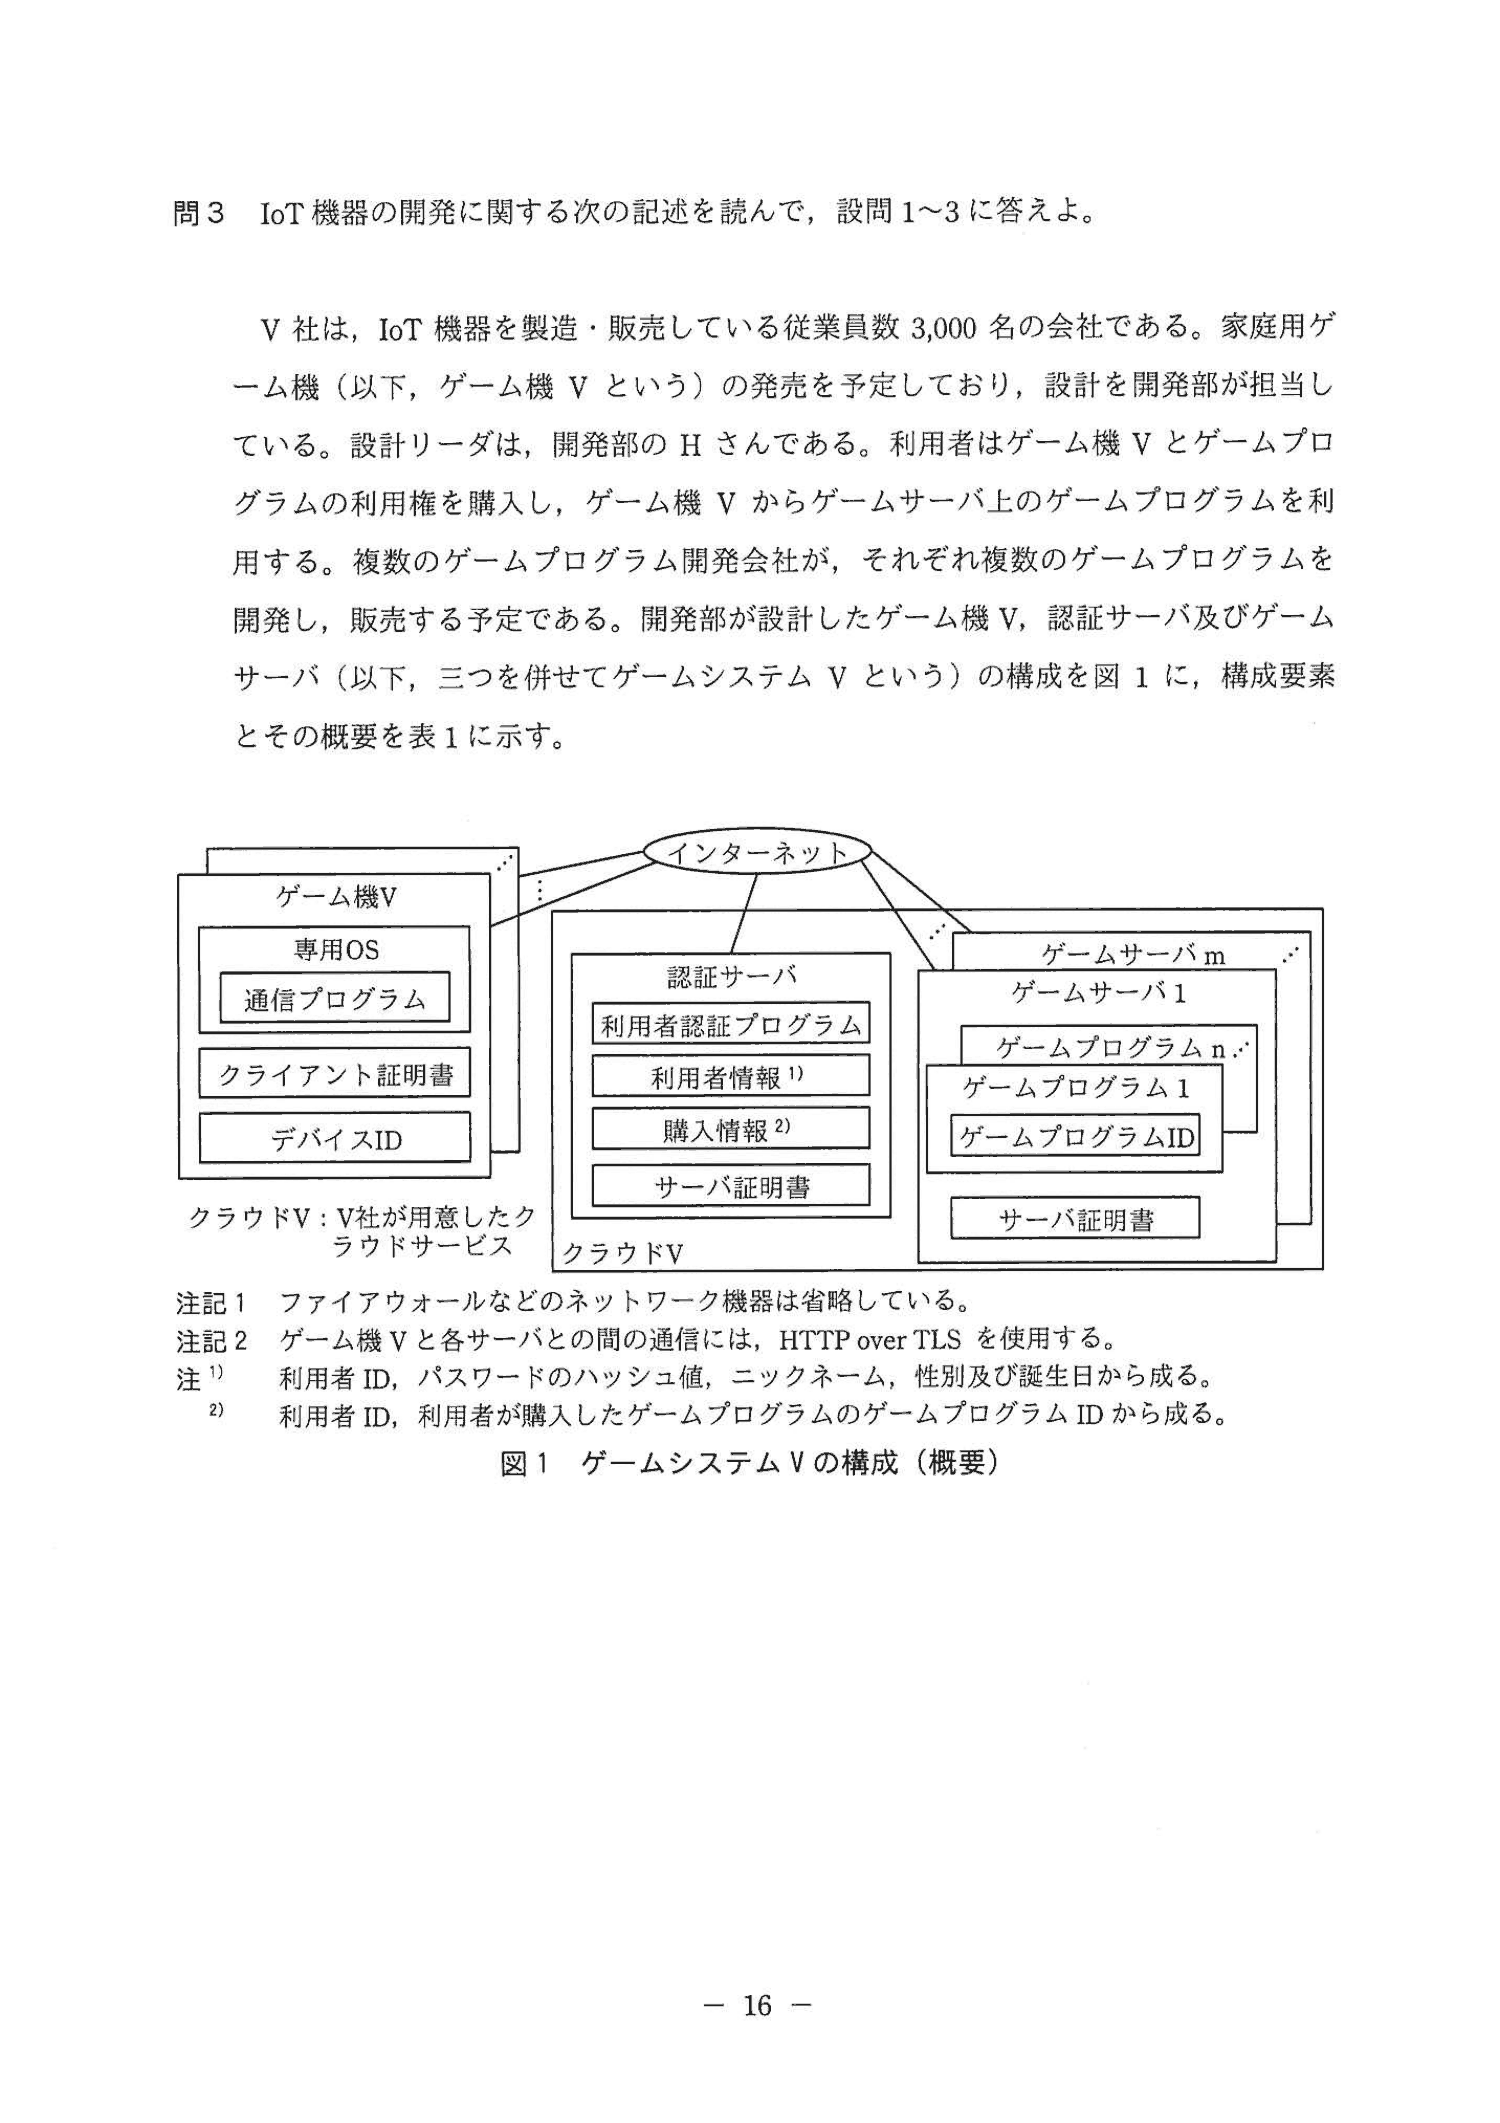 問3 IoT 機器の開発に関する次の記述を読んで，設問 1～3 に答えよ。
V 社は，IoT 機器を製造・販売している従業員数 3,000 名の会社である。家庭用ゲ
ーム機（以下，ゲーム機 V という）の発売を予定しており，設計を開発部が担当し
ている。設計リーダは，開発部の H さんである。利用者はゲーム機 V とゲームプロ
グラムの利用権を購入し，ゲーム機 V からゲームサーバ上のゲームプログラムを利
用する。複数のゲームプログラム開発会社が，それぞれ複数のゲームプログラムを
開発し，販売する予定である。開発部が設計したゲーム機 V，認証サーバ及びゲーム
サーバ（以下，三つを併せてゲームシステム V という）の構成を図 1 に，構成要素
とその概要を表 1 に示す。
インターネット
ゲーム機V
専用OS
通信プログラム
クライアント証明書
デバイスID
認証サーバ
利用者認証プログラム
利用者情報 1)
購入情報 2)
サーバ証明書
ゲームサーバ m
ゲームサーバ 1
ゲームプログラム n
ゲームプログラム 1
ゲームプログラムID
サーバ証明書
クラウドV
クラウドV：V社が用意したク
ラウドサービス
注記 1 ファイアウォールなどのネットワーク機器は省略している。
注記 2 ゲーム機 V と各サーバとの間の通信には，HTTP over TLS を使用する。
注 1) 利用者 ID，パスワードのハッシュ値，ニックネーム，性別及び誕生日から成る。
2) 利用者 ID，利用者が購入したゲームプログラムのゲームプログラム ID から成る。
図 1 ゲームシステム V の構成（概要）
－ 16 －